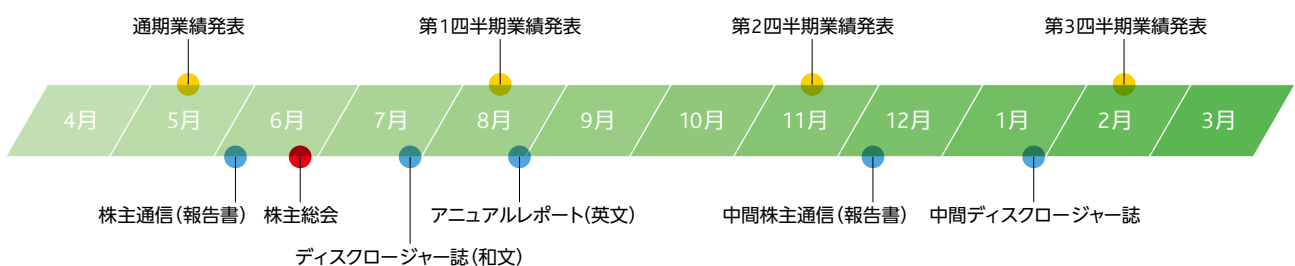 通期業績発表
第1四半期業績発表
第2四半期業績発表
第3四半期業績発表
4月
5月
6月
7月
8月
9月
10月
11月
12月
1月
2月
3月
株主通信(報告書)
株主総会
アニュアルレポート(英文)
中間株主通信(報告書)
中間ディスクロージャー誌
ディスクロージャー誌(和文)